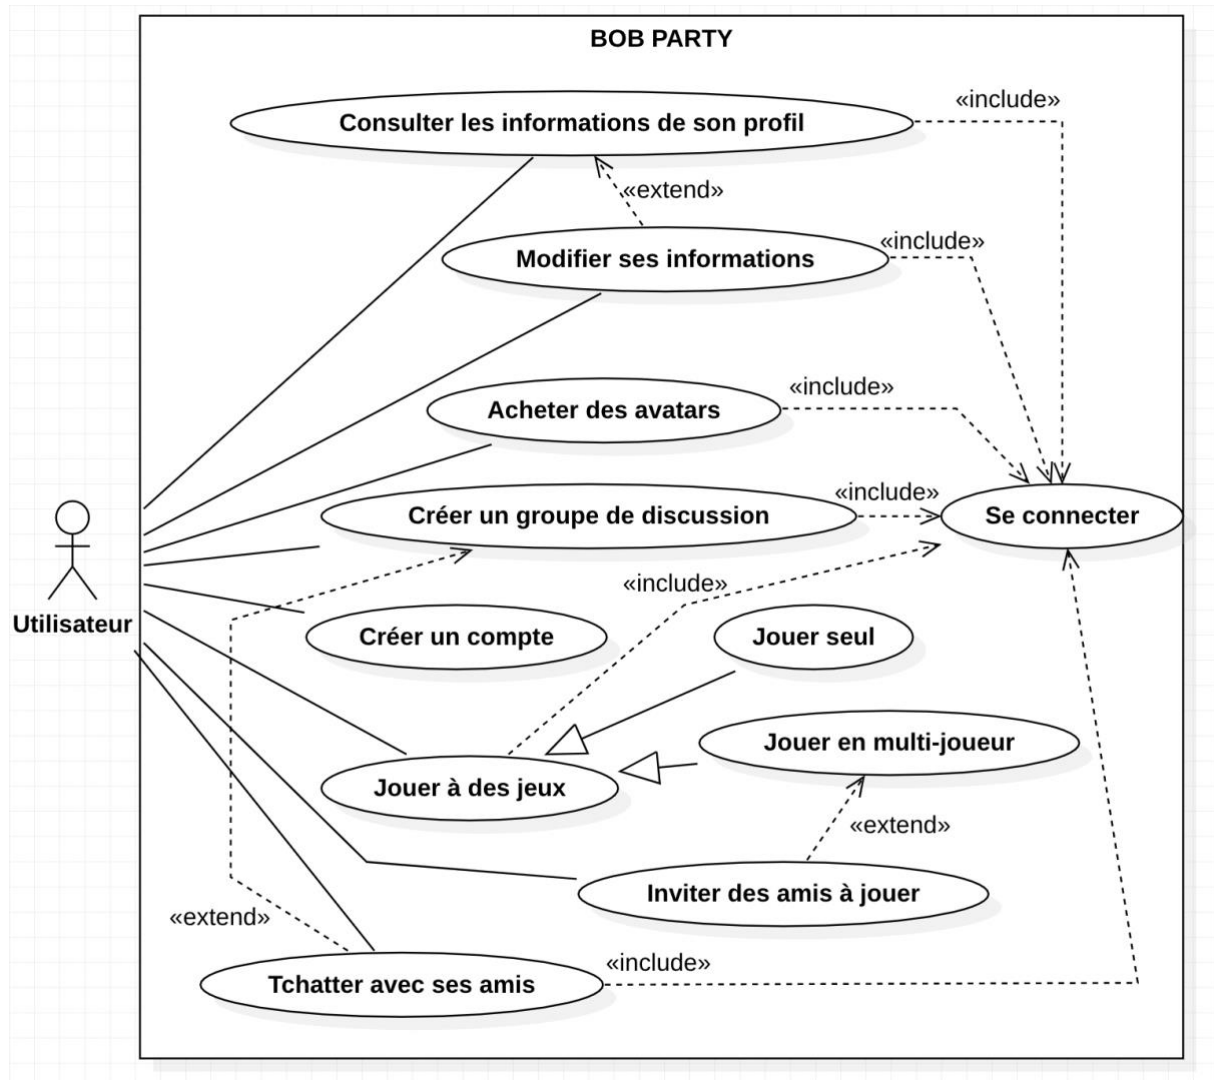 BOB PARTY
«include»
Consulter les informations de son profil
«extend»
«include»
Modifier ses informations
«include»
Acheter des avatars
«include»
Créer un groupe de discussion
Se connecter
«include»
Utilisateur
Créer un compte
Jouer seul
Jouer en multi-joueur
Jouer à des jeux
«extend»
Inviter des amis à jouer
«extend»
«include»
Tchatter avec ses amis